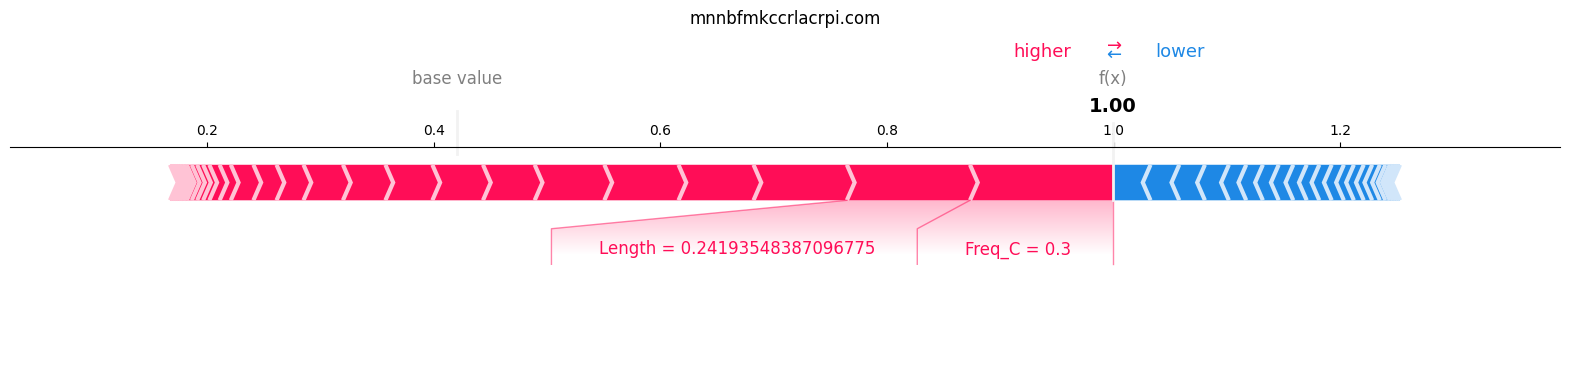 mnnbfmkccrlacrpi.com
higher ⇄ lower
base value f(x)
1.00
0.2 0.4 0.6 0.8 1.0 1.2
Length = 0.24193548387096775 Freq_C = 0.3